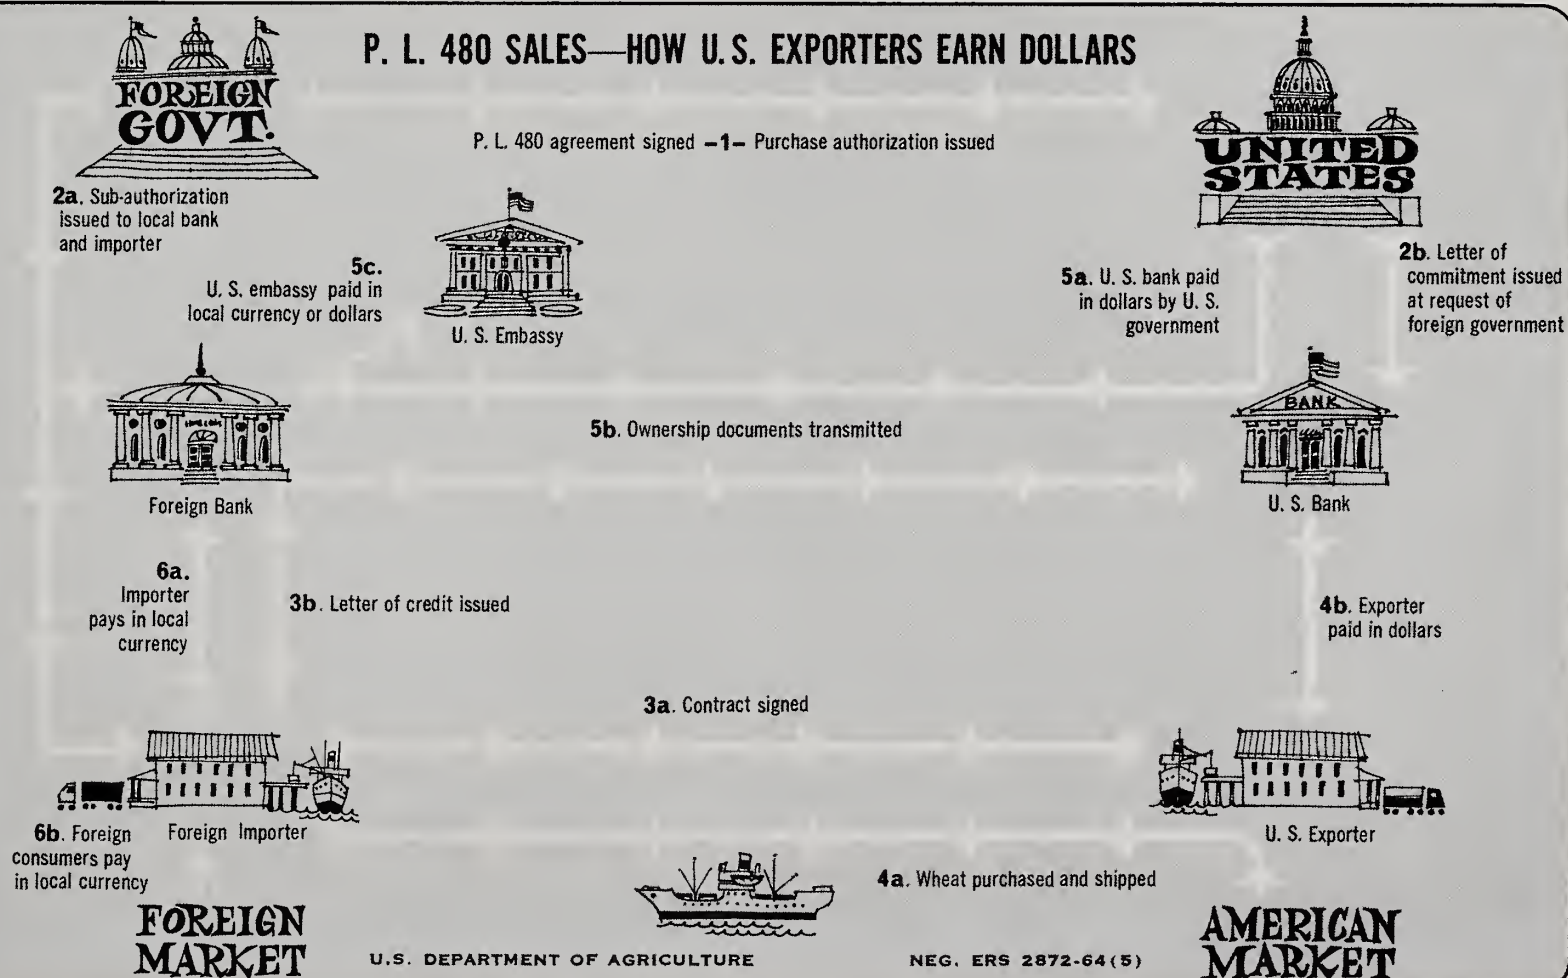 P. L. 480 SALES—HOW U. S. EXPORTERS EARN DOLLARS
FOREIGN
GOVT.
UNITED
STATES
P. L. 480 agreement signed –1– Purchase authorization issued
2a. Sub-authorization
issued to local bank
and importer
5c.
U. S. embassy paid in
local currency or dollars
U. S. Embassy
5a. U. S. bank paid
in dollars by U. S.
government
2b. Letter of
commitment issued
at request of
foreign government
BANK
5b. Ownership documents transmitted
Foreign Bank
U. S. Bank
6a.
Importer
pays in local
currency
3b. Letter of credit issued
4b. Exporter
paid in dollars
3a. Contract signed
Foreign Importer
U. S. Exporter
6b. Foreign
consumers pay
in local currency
4a. Wheat purchased and shipped
FOREIGN
MARKET
AMERICAN
MARKET
U.S. DEPARTMENT OF AGRICULTURE
NEG. ERS 2872-64(5)